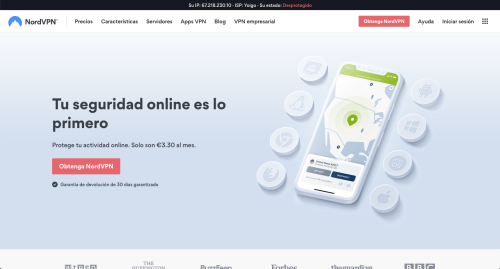 Su IP: 67.218.230.10 · ISP: Yoigo · Su estado: Desprotegido
NordVPN
Precios Características Servidores Apps VPN Blog VPN empresarial Obtenga NordVPN Ayuda Iniciar sesión
Tu seguridad online es lo
primero
Protege tu actividad online. Solo son €3.30 al mes.
Obtenga NordVPN
Garantía de devolución de 30 días garantizada
WIRED THE HUFFINGTON BuzzFeed Forbes theguardian BBC